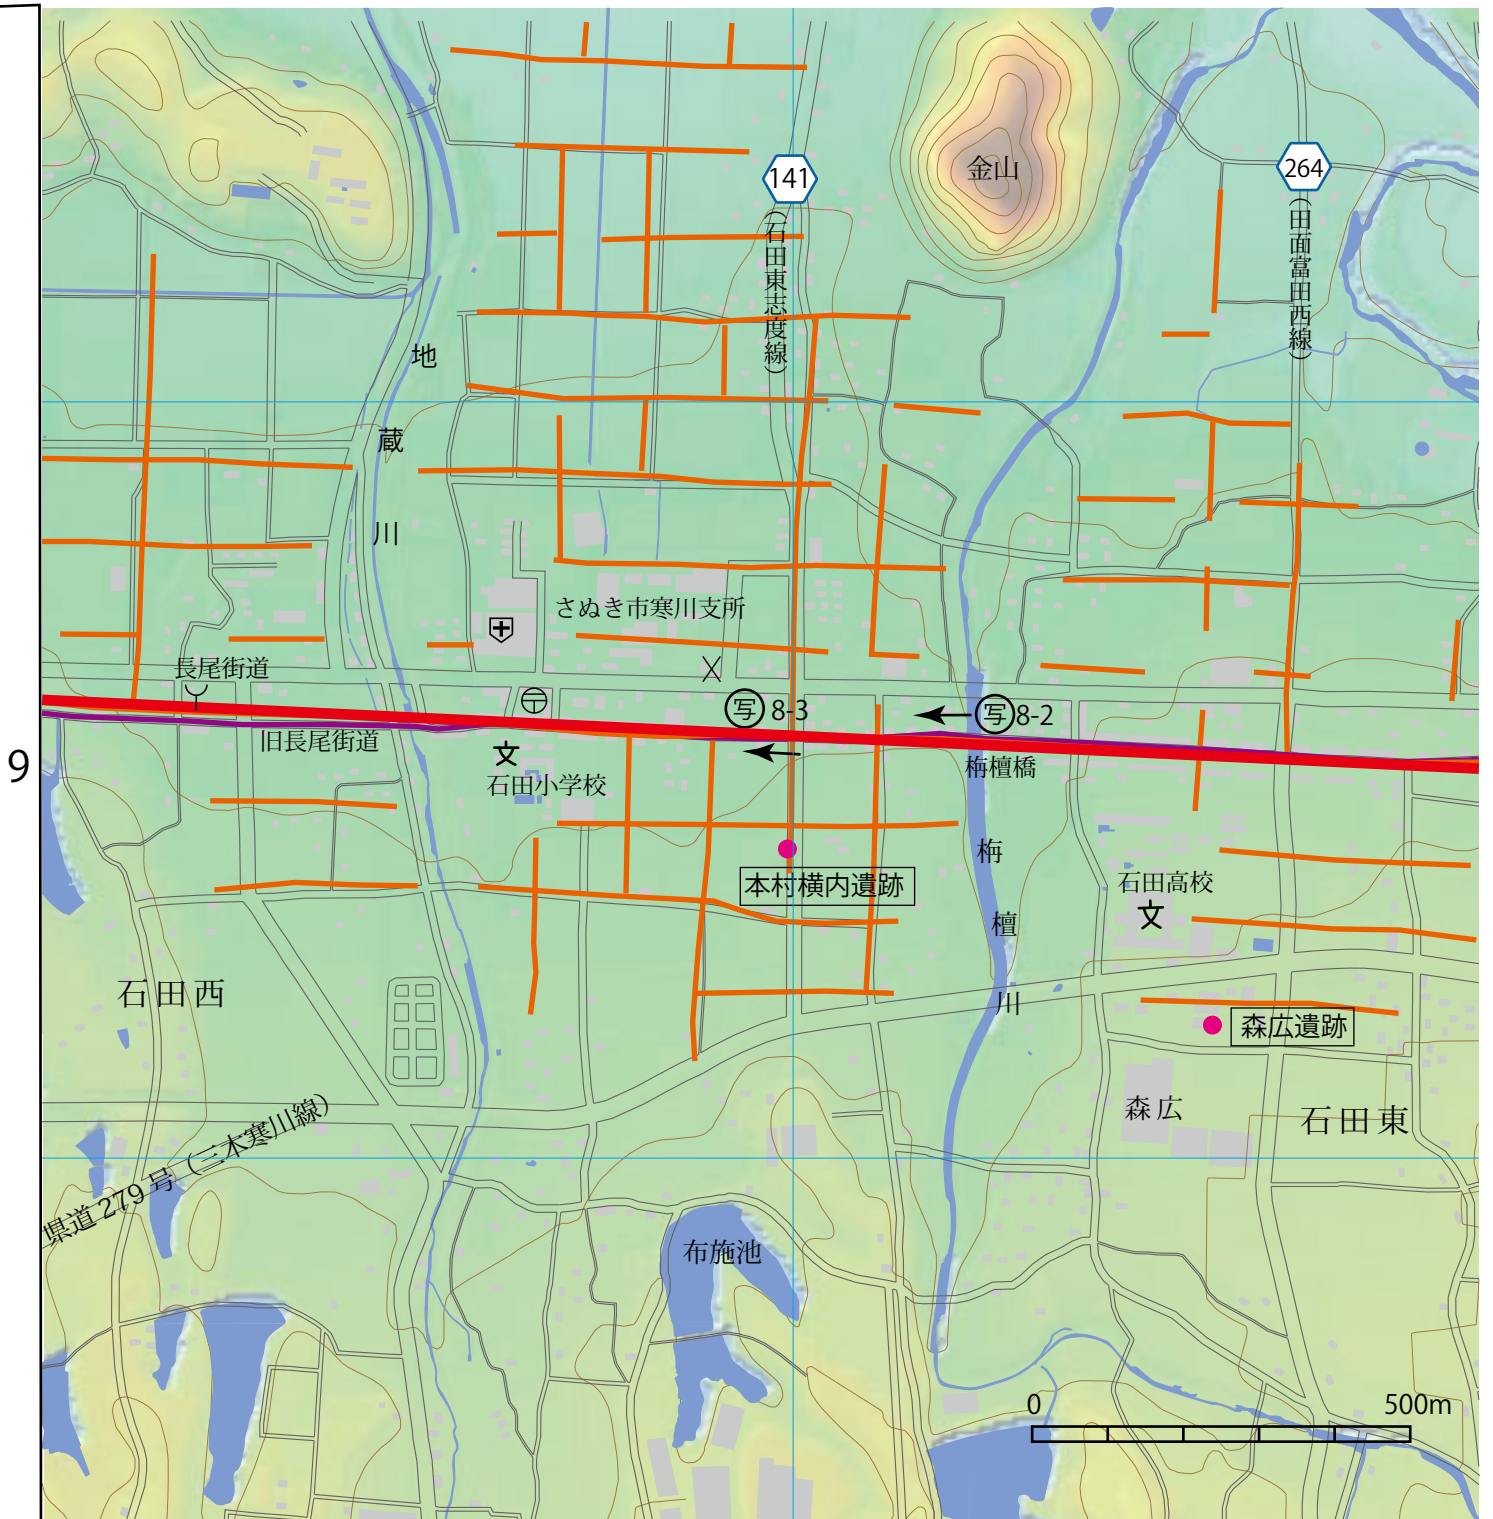 141
264
金山
（石田東志度線）
（田面富田西線）
地
蔵
川
さぬき市寒川支所
長尾街道
〒
写 8-3
写 8-2
旧長尾街道
9
文
石田小学校
栴檀橋
栴
檀
川
本村横内遺跡
石田高校
文
石田西
森広遺跡
森広
石田東
県道279号（三木寒川線）
布施池
0 500m